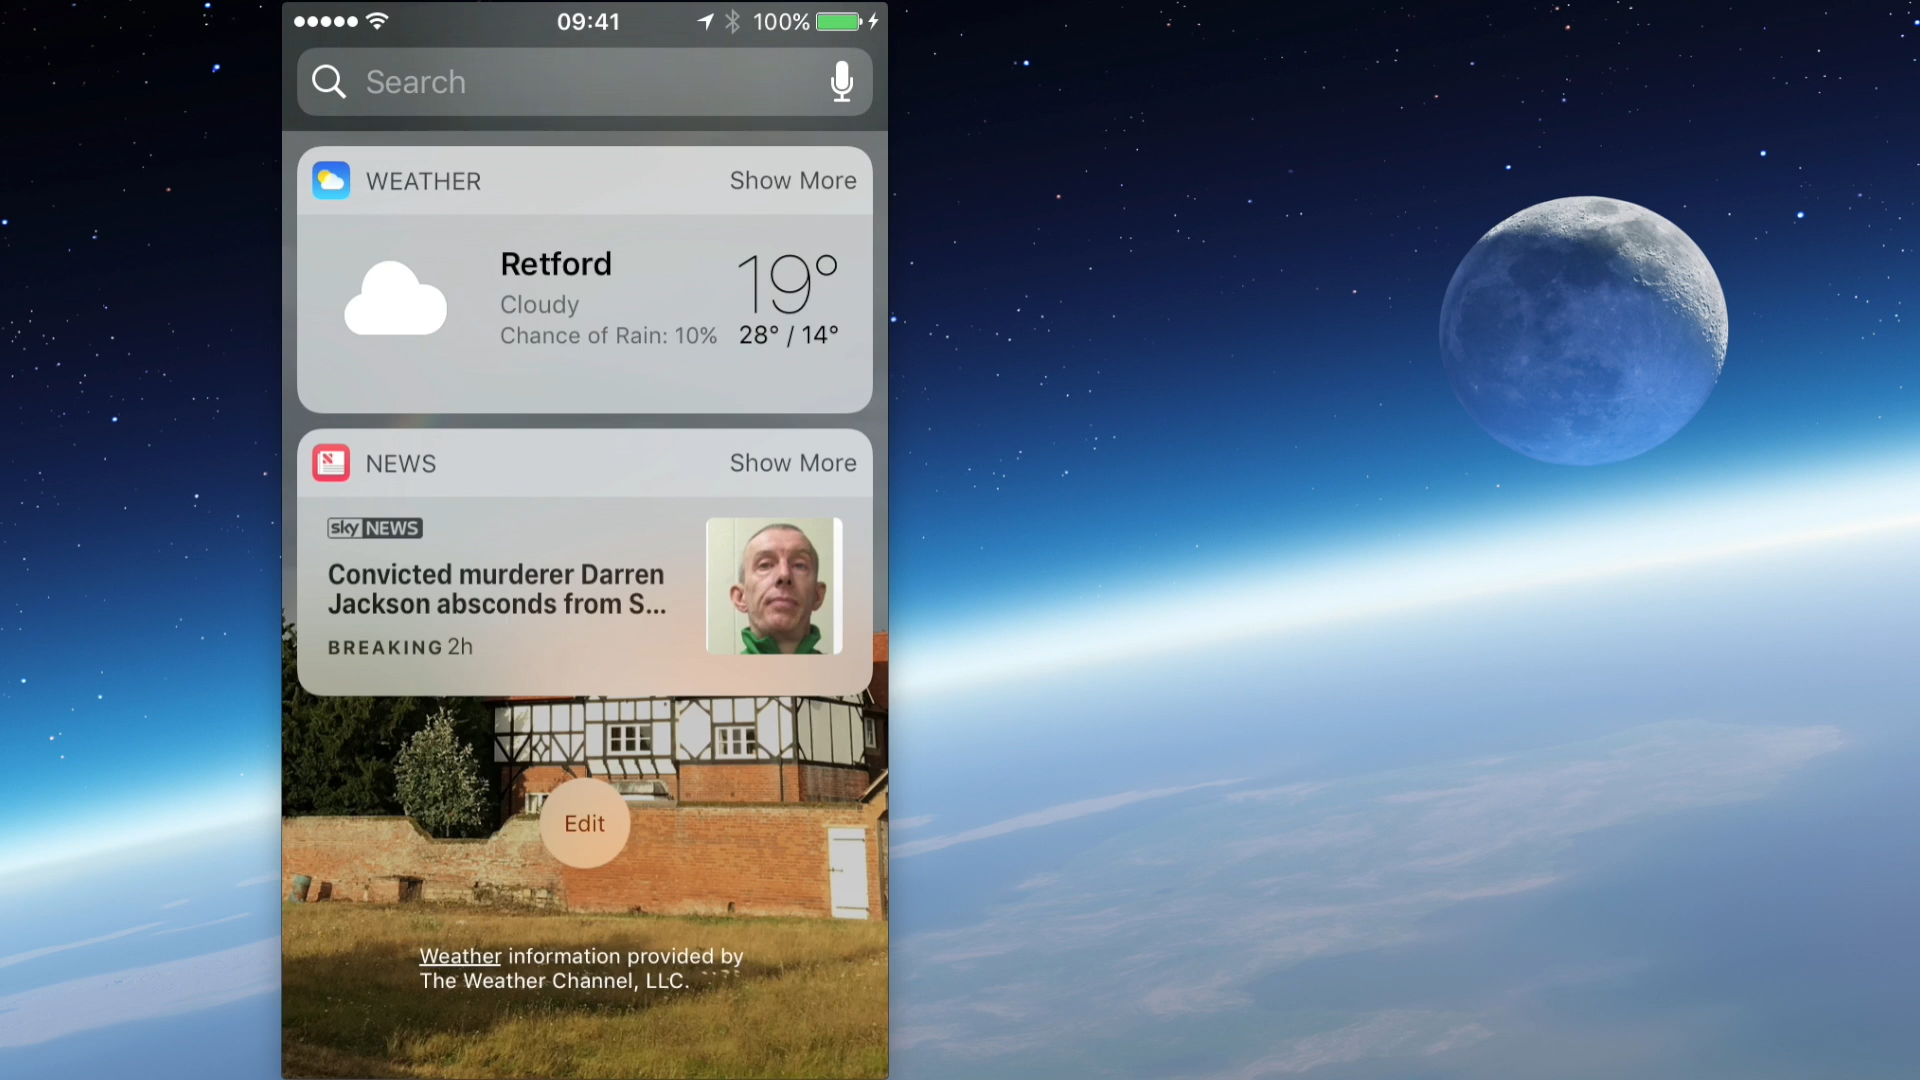 09:41
100%
Search
WEATHER
Show More
Retford
19°
Cloudy
Chance of Rain: 10%
28° / 14°
NEWS
Show More
sky NEWS
Convicted murderer Darren
Jackson absconds from S...
BREAKING 2h
Edit
Weather information provided by
The Weather Channel, LLC.